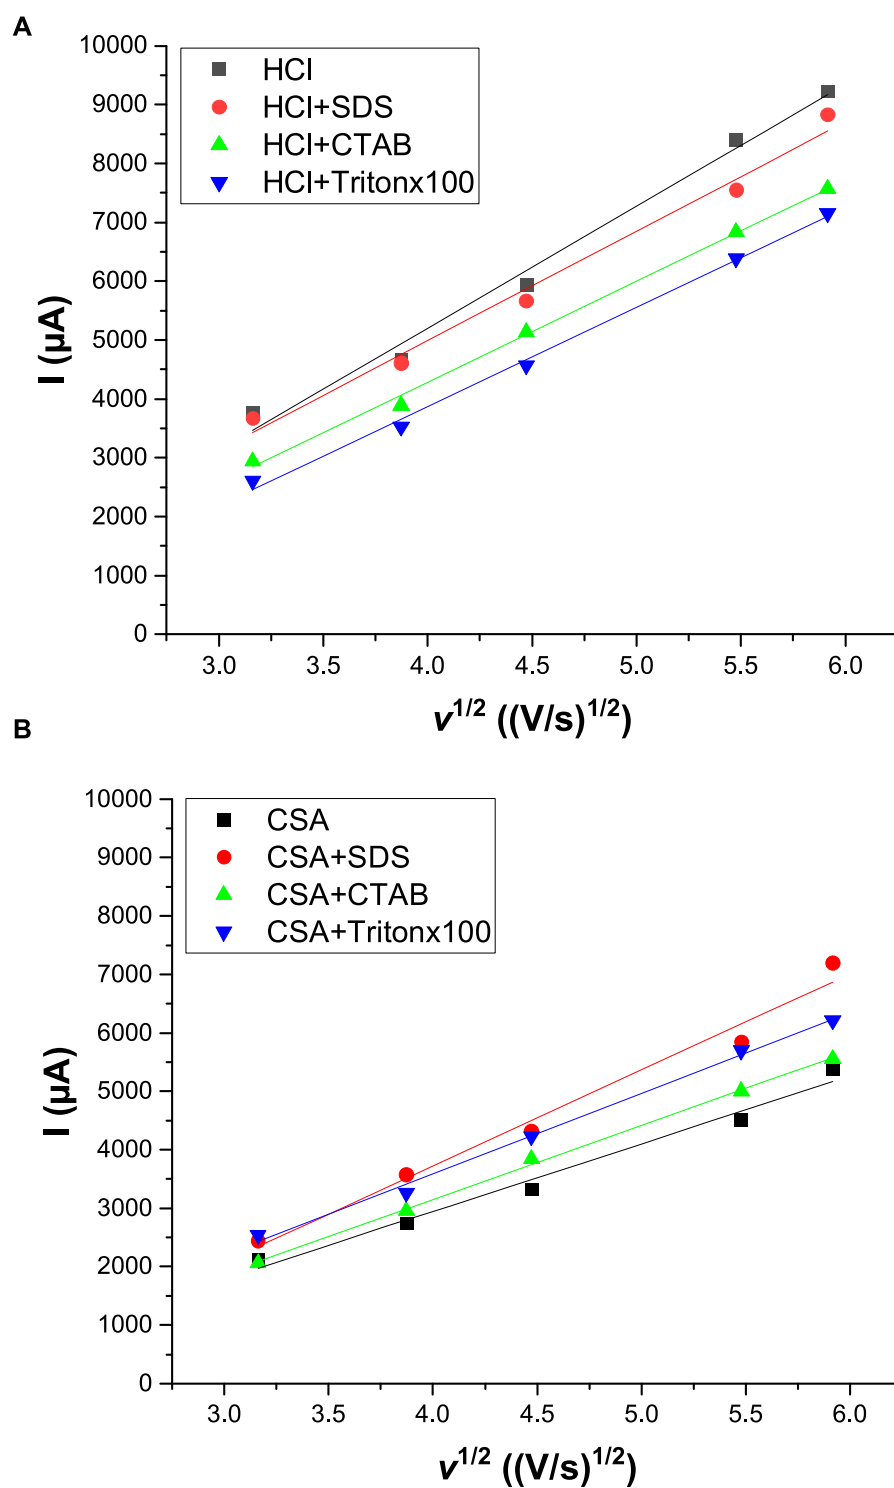 A
10000
9000
8000
7000
6000
5000
4000
3000
2000
1000
0
I (µA)
HCl
HCl+SDS
HCl+CTAB
HCl+Tritonx100
3.0 3.5 4.0 4.5 5.0 5.5 6.0
v^1/2 ((V/s)^1/2)
B
10000
9000
8000
7000
6000
5000
4000
3000
2000
1000
0
I (µA)
CSA
CSA+SDS
CSA+CTAB
CSA+Tritonx100
3.0 3.5 4.0 4.5 5.0 5.5 6.0
v^1/2 ((V/s)^1/2)